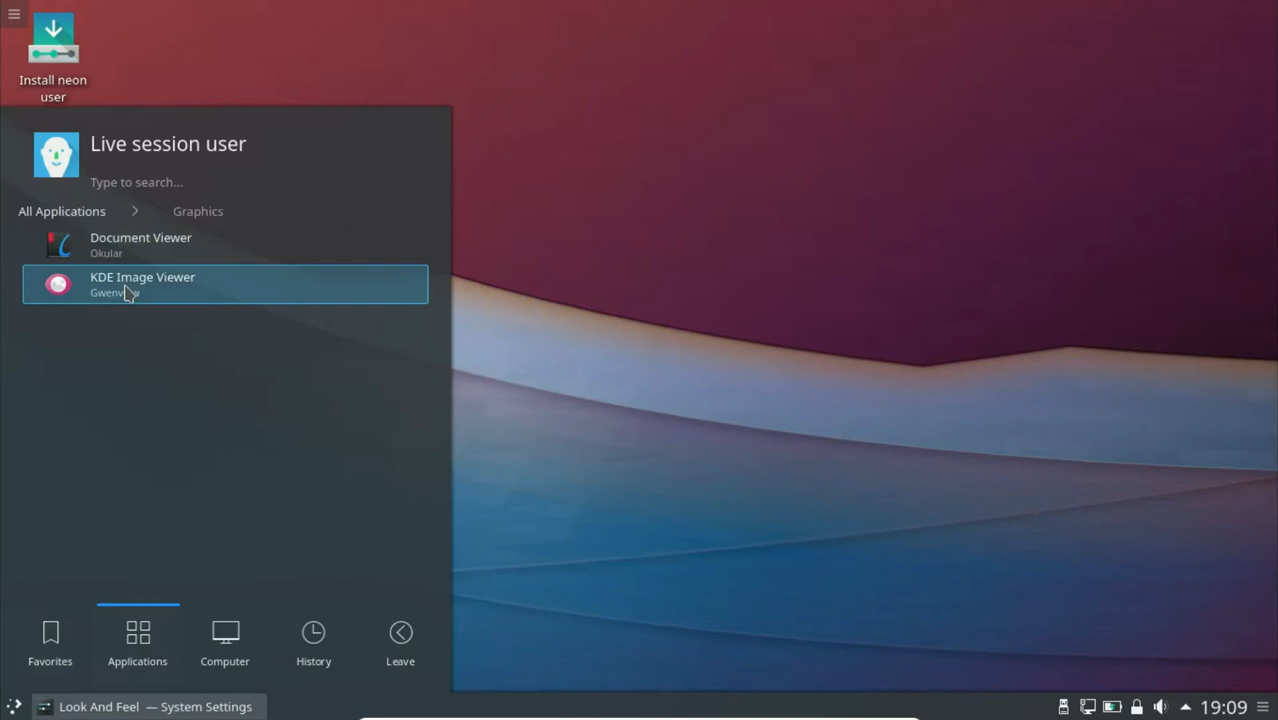 Install neon
user
Live session user
Type to search...
All Applications
Graphics
Document Viewer
Okular
KDE Image Viewer
Favorites
Applications
Computer
History
Leave
Look And Feel — System Settings
19:09